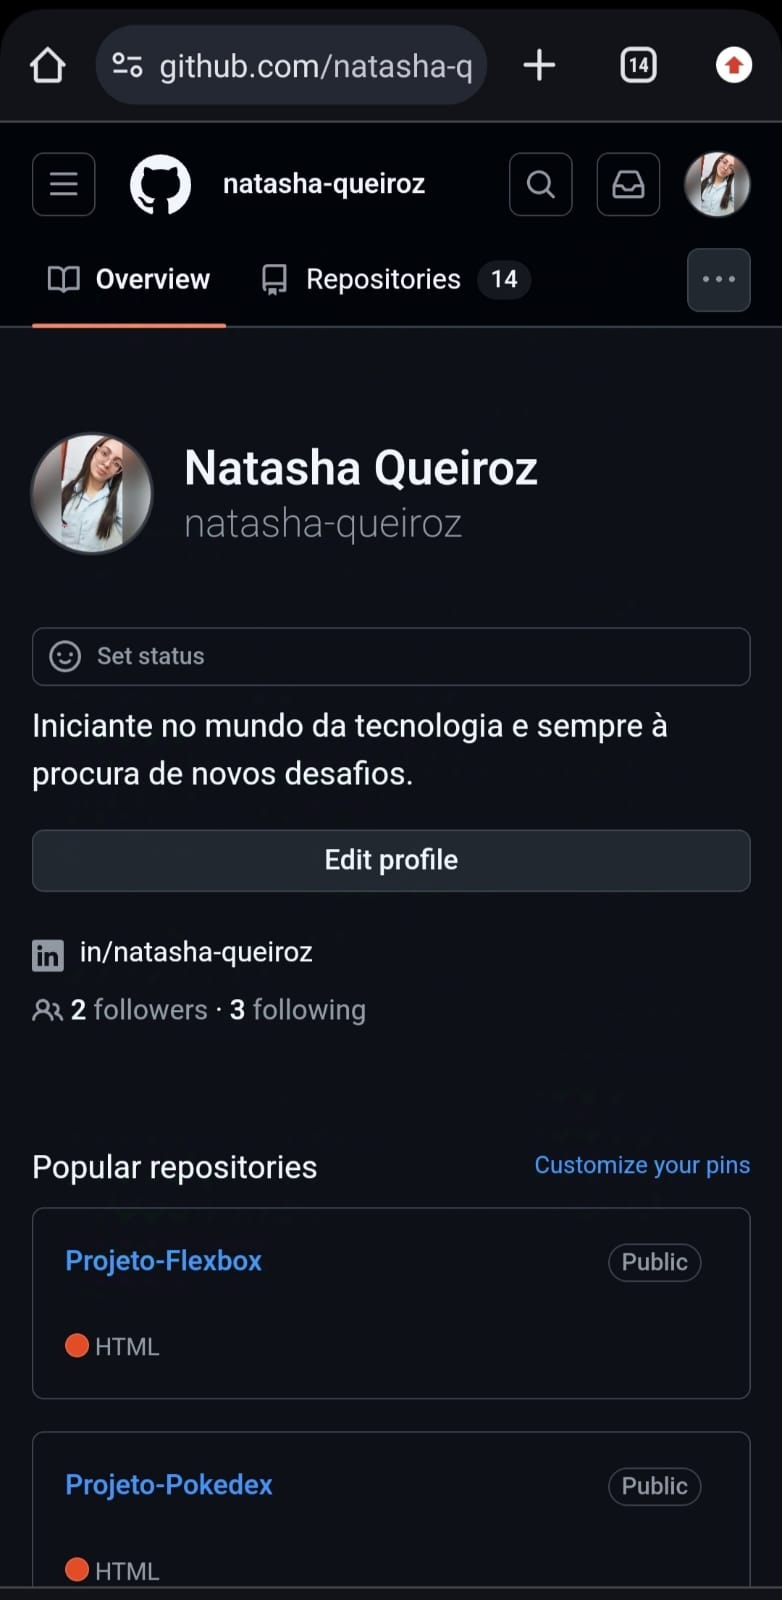 github.com/natasha-q
14
natasha-queiroz
Overview
Repositories 14
Natasha Queiroz
natasha-queiroz
Set status
Iniciante no mundo da tecnologia e sempre à
procura de novos desafios.
Edit profile
in/natasha-queiroz
2 followers · 3 following
Popular repositories
Customize your pins
Projeto-Flexbox
Public
HTML
Projeto-Pokedex
Public
HTML